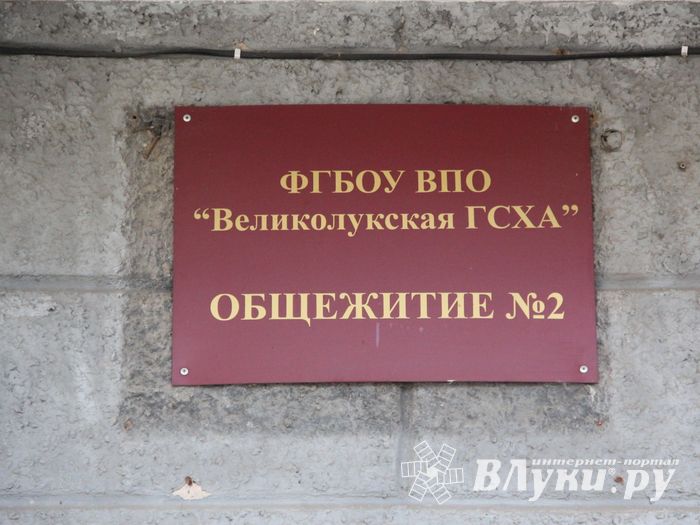 ФГБОУ ВПО
“Великолукская ГСХА”
ОБЩЕЖИТИЕ №2
интернет-портал
ВЛуки.ру